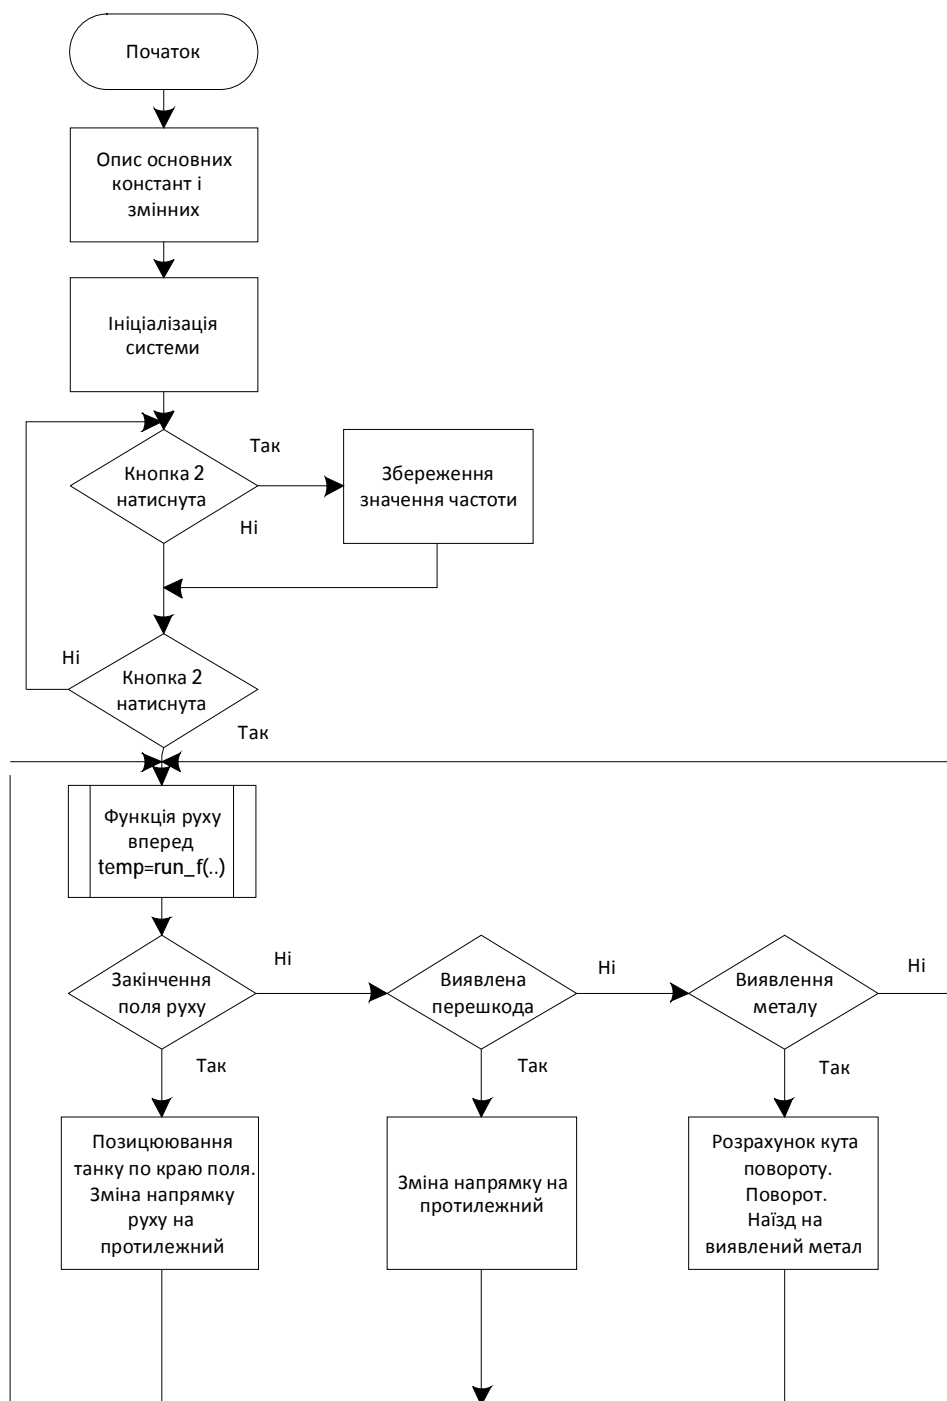 Початок
Опис основних
констант і
змінних
Ініціалізація
системи
Так
Кнопка 2
натиснута
Збереження
значення частоти
Ні
Ні
Кнопка 2
натиснута
Так
Функція руху
вперед
temp=run_f(..)
Закінчення
поля руху
Ні
Виявлена
перешкода
Ні
Виявлення
металу
Ні
Так
Так
Так
Позицюювання
танку по краю поля.
Зміна напрямку
руху на
протилежний
Зміна напрямку на
протилежний
Розрахунок кута
повороту.
Поворот.
Наїзд на
виявлений метал